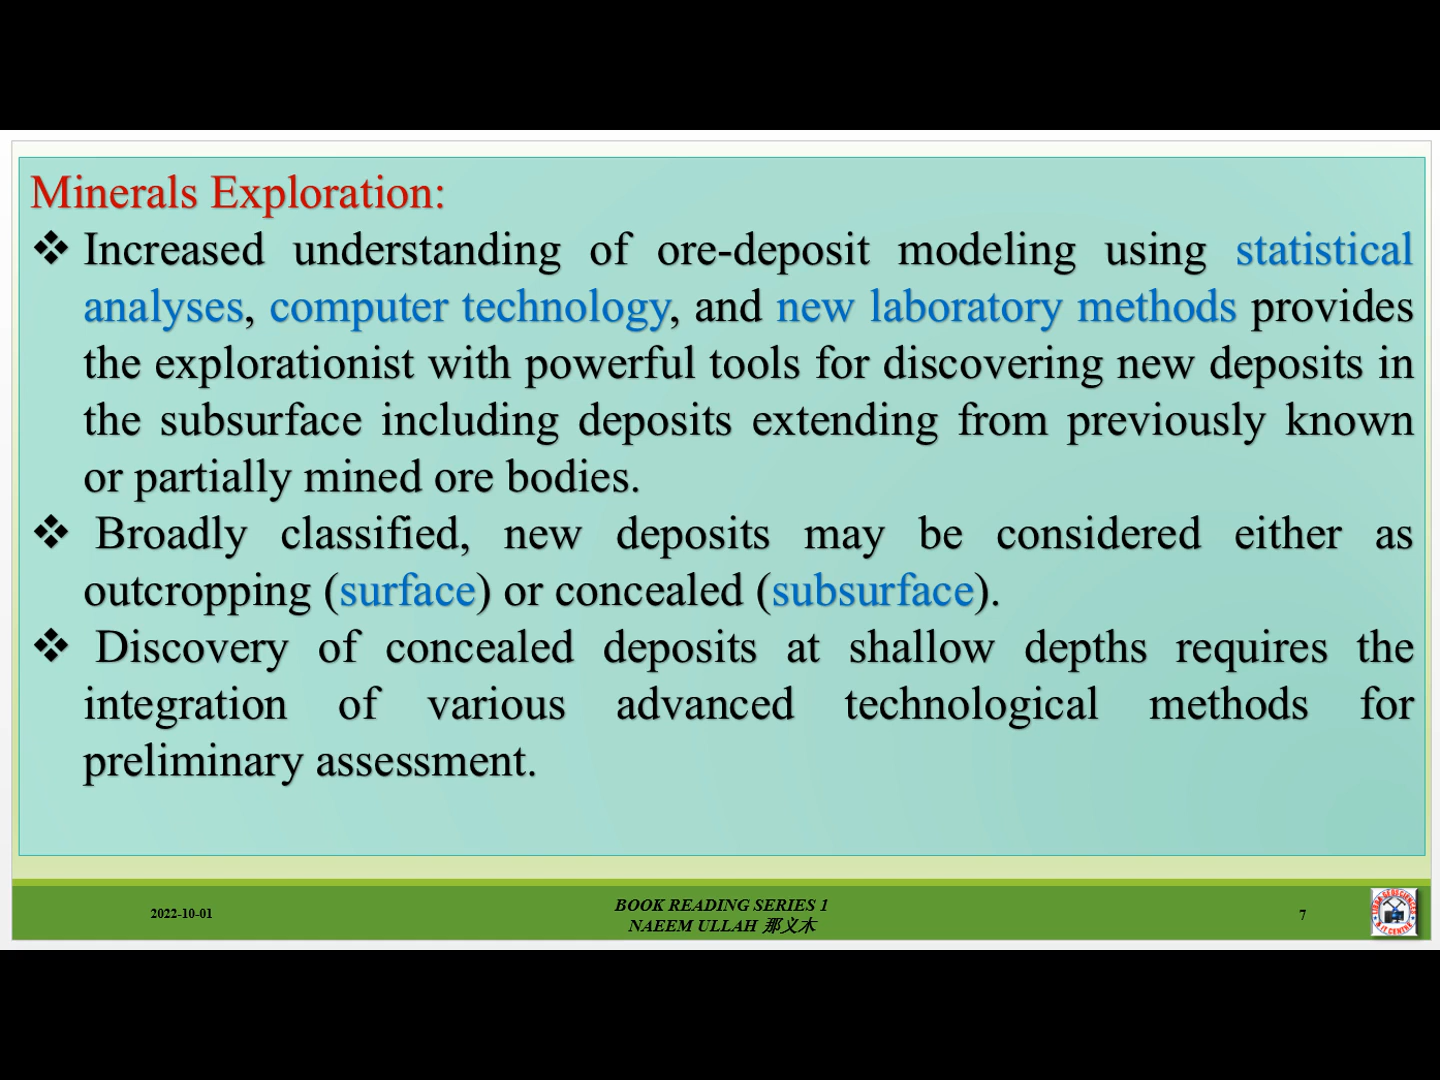 Minerals Exploration:
❖ Increased understanding of ore-deposit modeling using statistical
analyses, computer technology, and new laboratory methods provides
the explorationist with powerful tools for discovering new deposits in
the subsurface including deposits extending from previously known
or partially mined ore bodies.
❖ Broadly classified, new deposits may be considered either as
outcropping (surface) or concealed (subsurface).
❖ Discovery of concealed deposits at shallow depths requires the
integration of various advanced technological methods for
preliminary assessment.
2022-10-01
BOOK READING SERIES 1
NAEEM ULLAH 那义木
7
& IT CENTRE